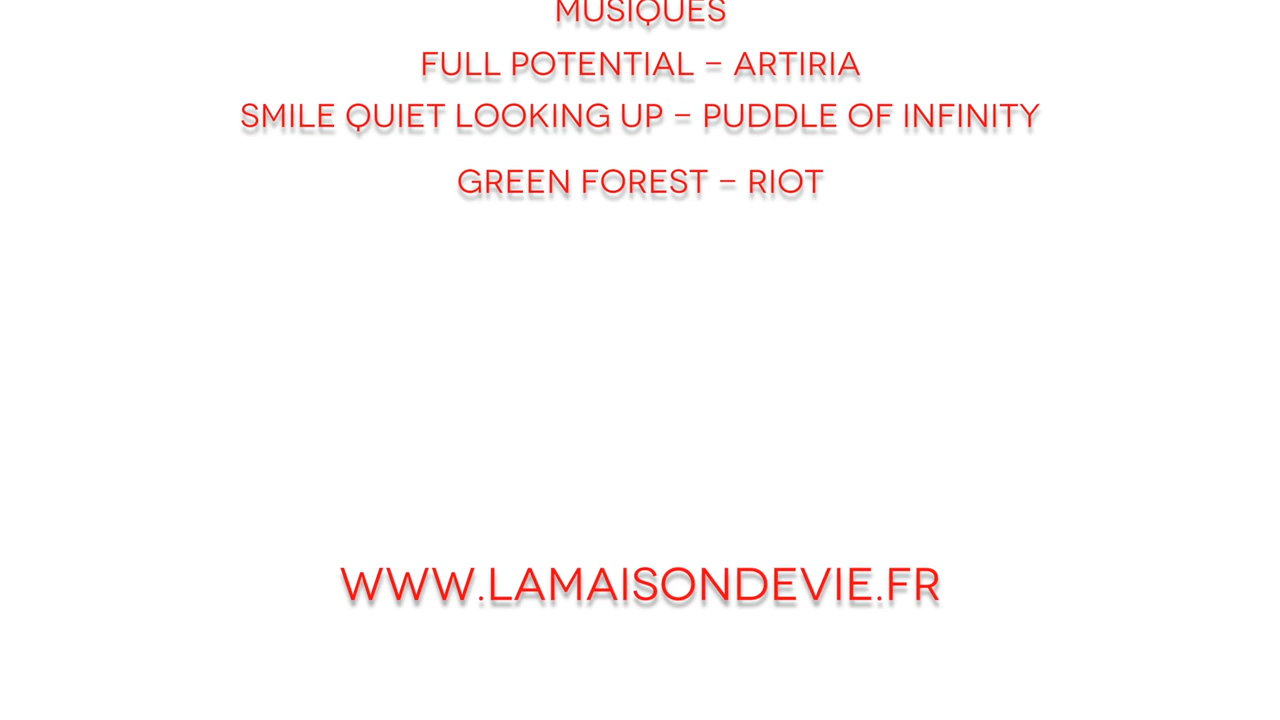 MUSIQUES
FULL POTENTIAL – ARTIRIA
SMILE QUIET LOOKING UP – PUDDLE OF INFINITY
GREEN FOREST – RIOT
WWW.LAMAISONDEVIE.FR